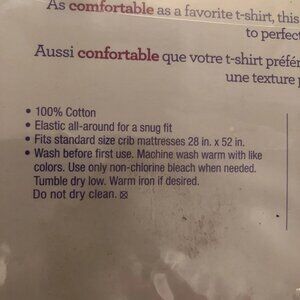 As comfortable as a favorite t-shirt, this
to perfect
Aussi confortable que votre t-shirt préfér
une texture
• 100% Cotton
• Elastic all-around for a snug fit
• Fits standard size crib mattresses 28 in. x 52 in.
• Wash before first use. Machine wash warm with like
colors. Use only non-chlorine bleach when needed.
Tumble dry low. Warm iron if desired.
Do not dry clean.